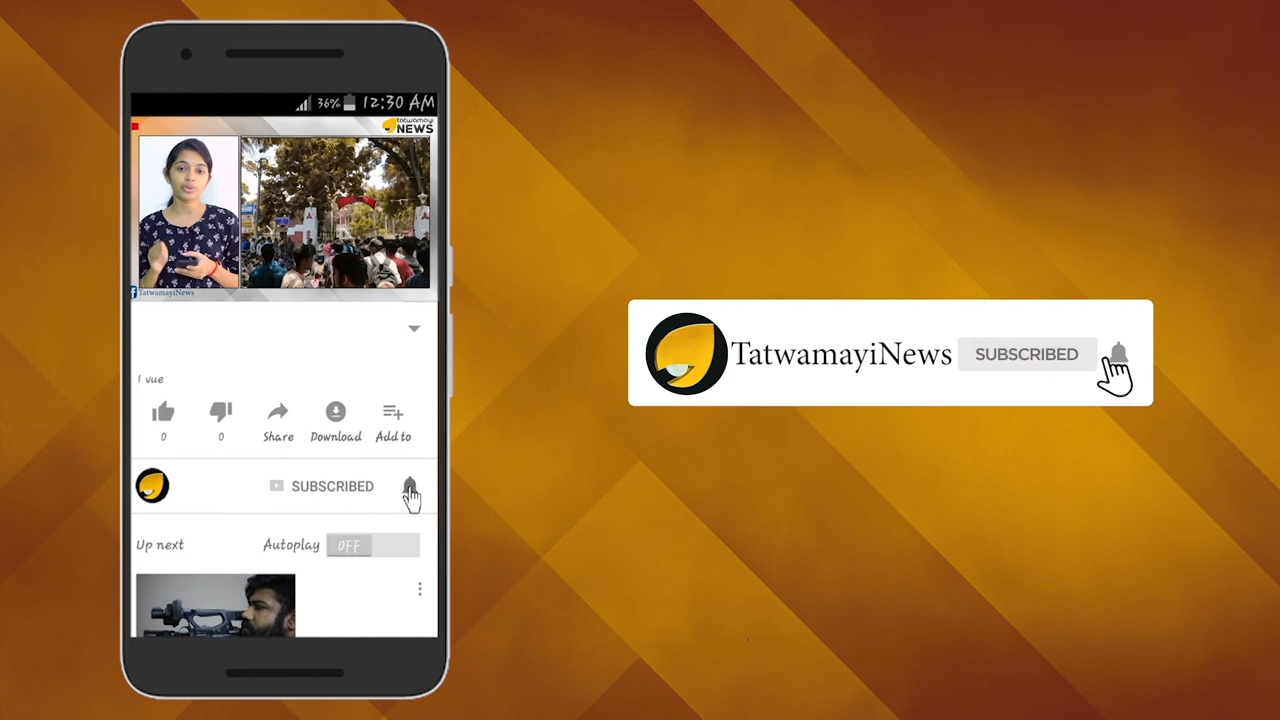 36% 12:30 AM
tatwamayi
NEWS
TatwamayiNews
1 vue
0 0 Share Download Add to
SUBSCRIBED
Up next Autoplay OFF
TatwamayiNews SUBSCRIBED